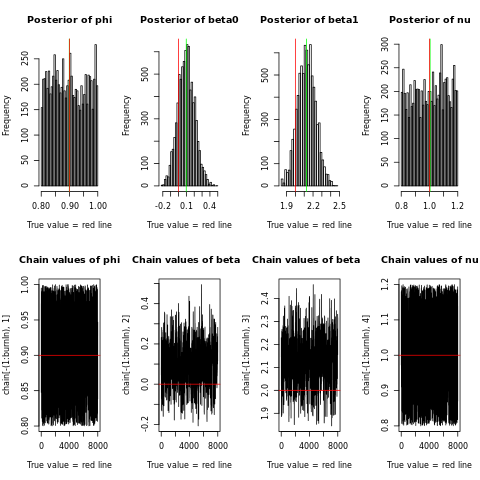 Posterior of phi
Posterior of beta0
Posterior of beta1
Posterior of nu
Frequency
0 50 100 150 200 250
0.80 0.90 1.00
True value = red line
Frequency
0 100 300 500
-0.2 0.1 0.4
True value = red line
Frequency
0 100 300 500
1.9 2.2 2.5
True value = red line
Frequency
0 50 100 150 200 250 300
0.8 1.0 1.2
True value = red line
Chain values of phi
Chain values of beta
Chain values of beta
Chain values of nu
chain[-(1:burnIn), 1]
0.80 0.85 0.90 0.95 1.00
0 4000 8000
True value = red line
chain[-(1:burnIn), 2]
-0.2 0.0 0.2 0.4
0 4000 8000
True value = red line
chain[-(1:burnIn), 3]
1.9 2.0 2.1 2.2 2.3 2.4
0 4000 8000
True value = red line
chain[-(1:burnIn), 4]
0.8 0.9 1.0 1.1 1.2
0 4000 8000
True value = red line